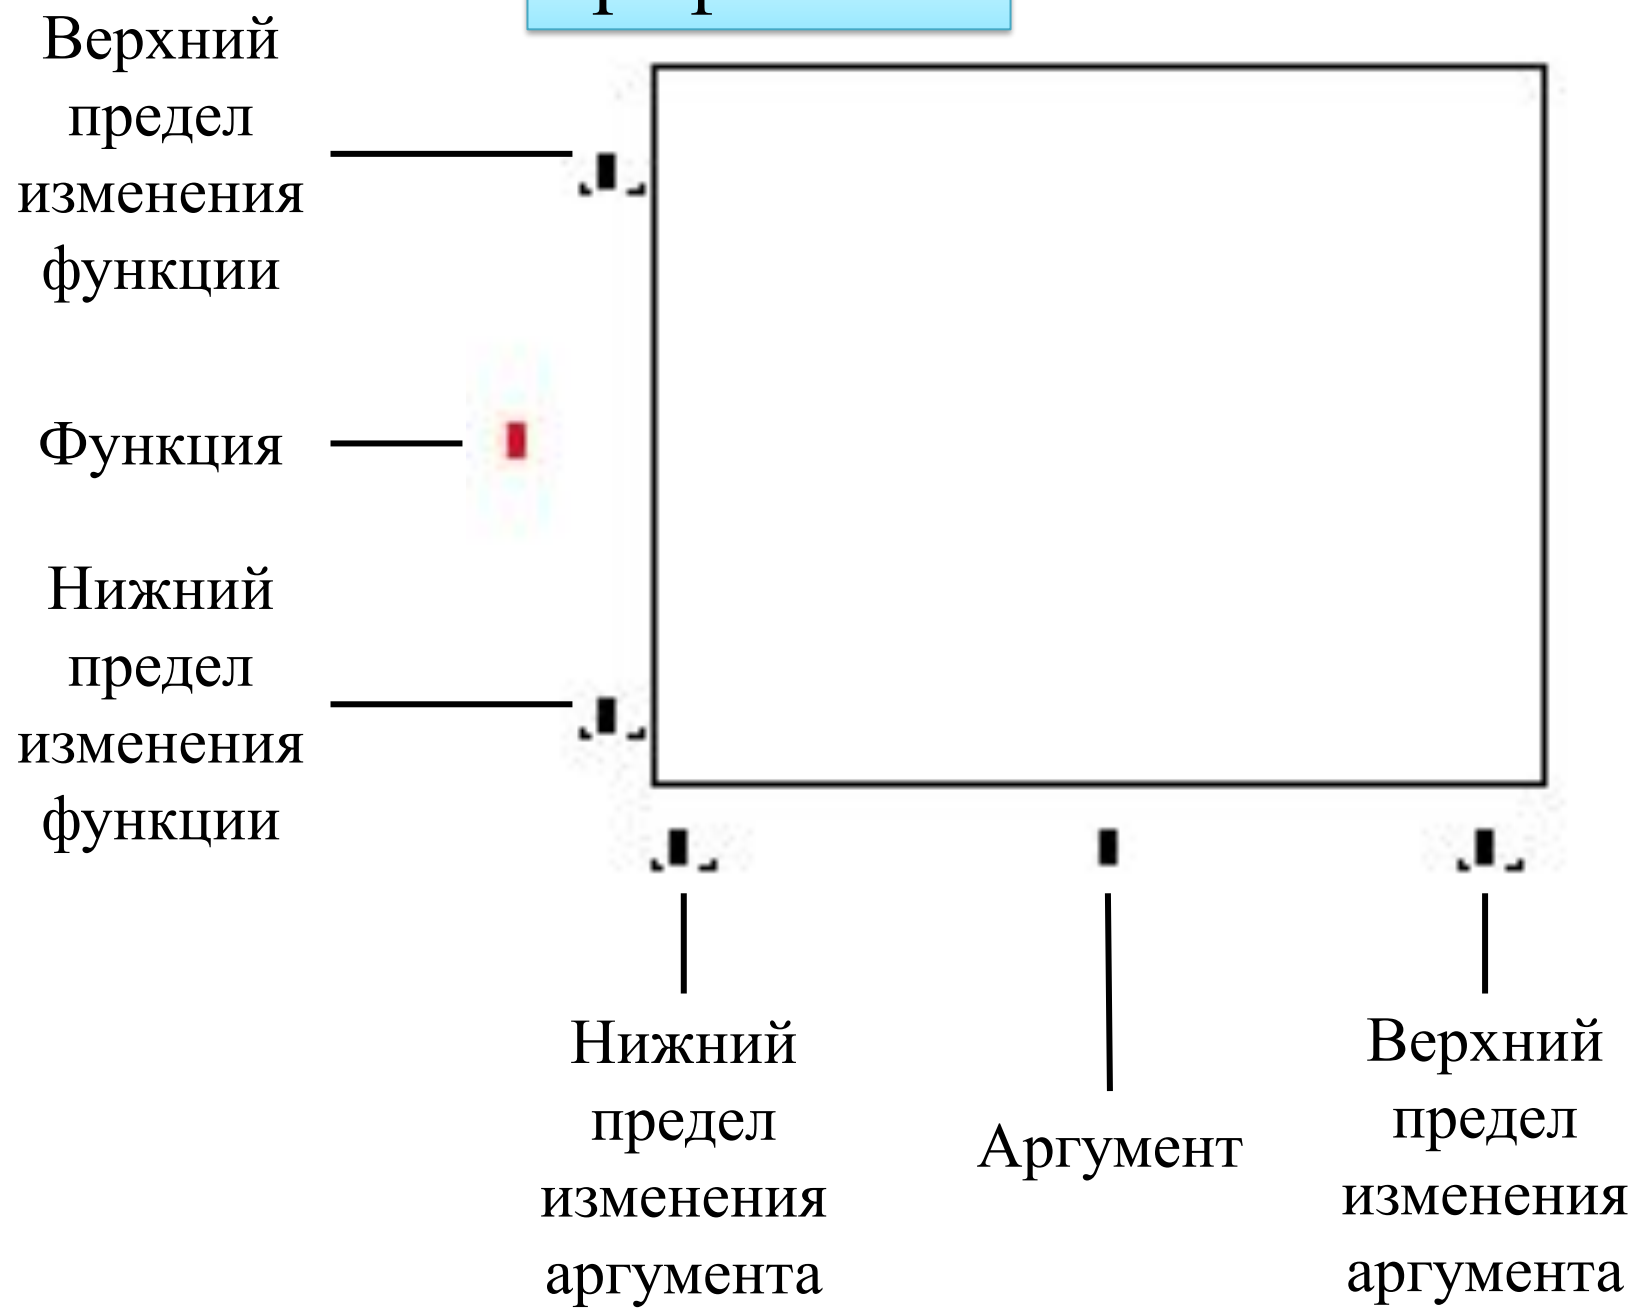 Верхний
предел
изменения
функции
Функция
Нижний
предел
изменения
функции
Нижний
предел
изменения
аргумента
Аргумент
Верхний
предел
изменения
аргумента